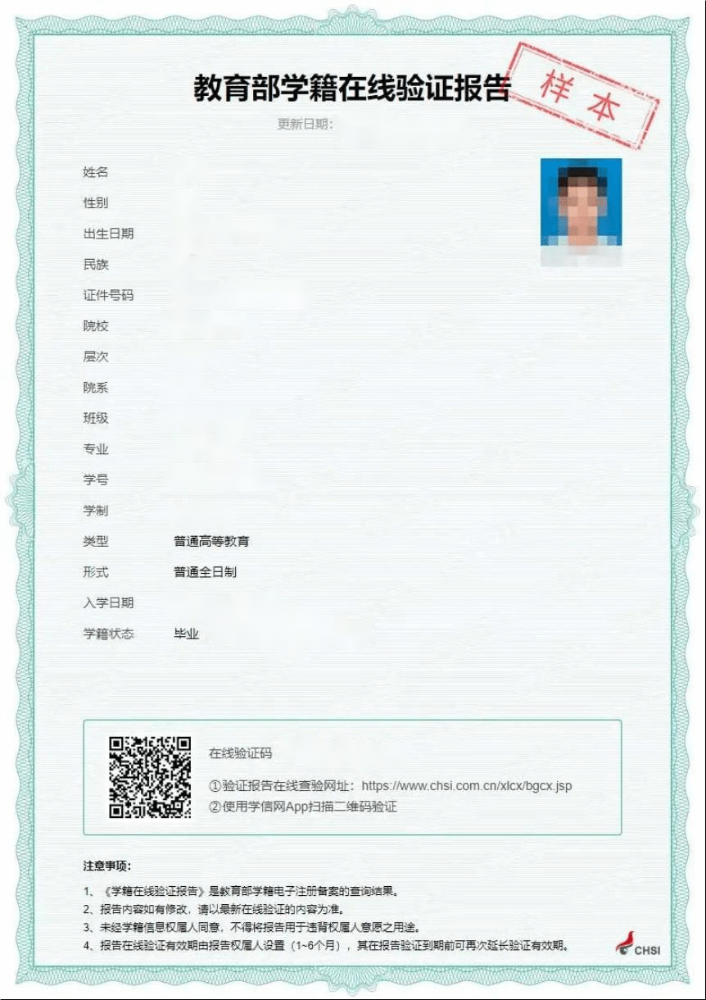 教育部学籍在线验证报告
样本
更新日期：
姓名
性别
出生日期
民族
证件号码
院校
层次
院系
班级
专业
学号
学制
类型 普通高等教育
形式 普通全日制
入学日期
学籍状态 毕业
在线验证码
①验证报告在线查验网址：https://www.chsi.com.cn/xlcx/bgcx.jsp
②使用学信网App扫描二维码验证
注意事项：
1、《学籍在线验证报告》是教育部学籍电子注册备案的查询结果。
2、报告内容如有修改，请以最新在线验证的内容为准。
3、未经学籍信息权属人同意，不得将报告用于违背权属人意愿之用途。
4、报告在线验证有效期由报告权属人设置（1~6个月），其在报告验证到期前可再次延长验证有效期。
CHSI